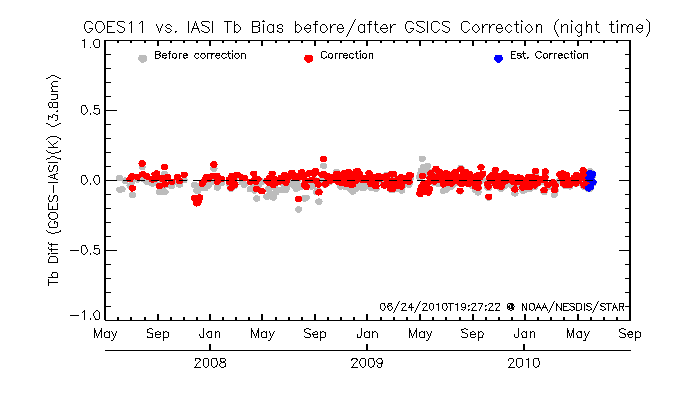 GOES11 vs. IASI Tb Bias before/after GSICS Correction (night time)
Before correction Correction Est. Correction
Tb Diff (GOES-IASI)(K) (3.8um)
1.0
0.5
0.0
-0.5
-1.0
06/24/2010T19:27:22 @ NOAA/NESDIS/STAR
May Sep Jan May Sep Jan May Sep Jan May Sep
2008 2009 2010